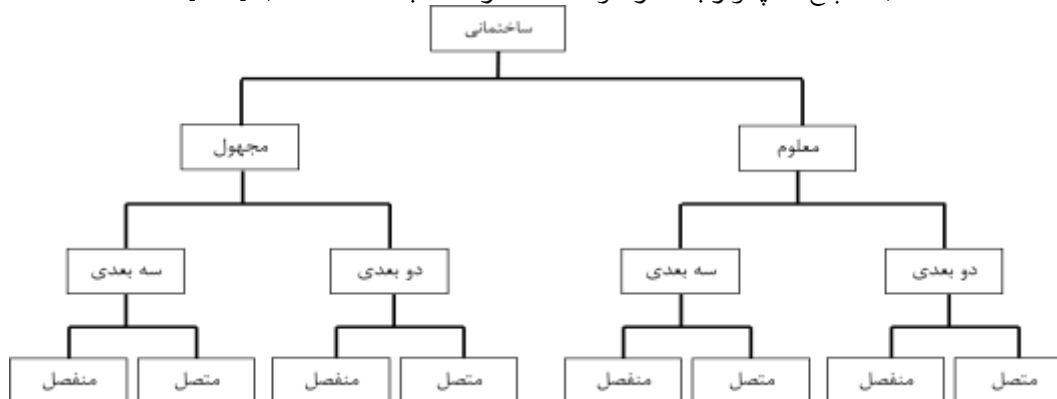 ساختمانی
معلوم
مجهول
دو بعدی
سه بعدی
دو بعدی
سه بعدی
متصل
منفصل
متصل
منفصل
متصل
منفصل
متصل
منفصل